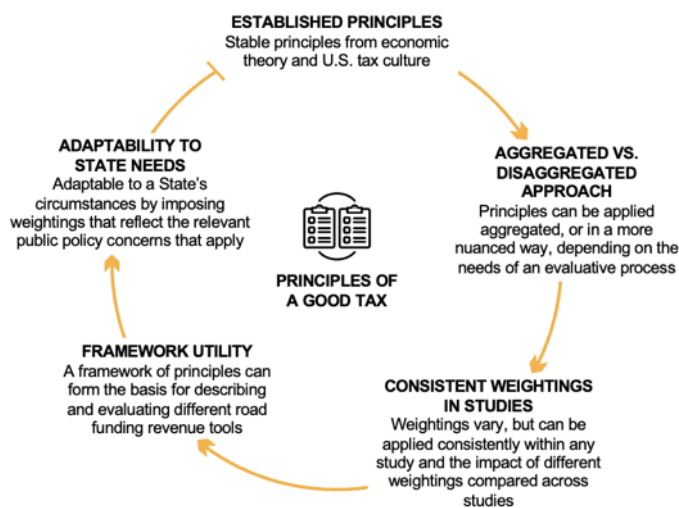 ESTABLISHED PRINCIPLES
Stable principles from economic
theory and U.S. tax culture
AGGREGATED VS.
DISAGGREGATED
APPROACH
Principles can be applied
aggregated, or in a more
nuanced way, depending on the
needs of an evaluative process
CONSISTENT WEIGHTINGS
IN STUDIES
Weightings vary, but can be
applied consistently within any
study and the impact of different
weightings compared across
studies
FRAMEWORK UTILITY
A framework of principles can
form the basis for describing
and evaluating different road
funding revenue tools
ADAPTABILITY TO
STATE NEEDS
Adaptable to a State's
circumstances by imposing
weightings that reflect the relevant
public policy concerns that apply
PRINCIPLES OF
A GOOD TAX